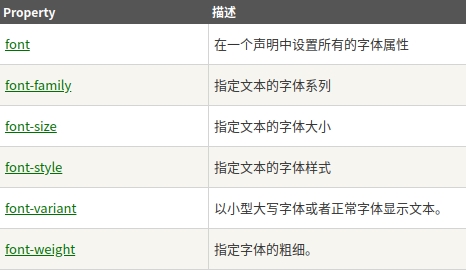 Property 描述
font 在一个声明中设置所有的字体属性
font-family 指定文本的字体系列
font-size 指定文本的字体大小
font-style 指定文本的字体样式
font-variant 以小型大写字体或者正常字体显示文本。
font-weight 指定字体的粗细。